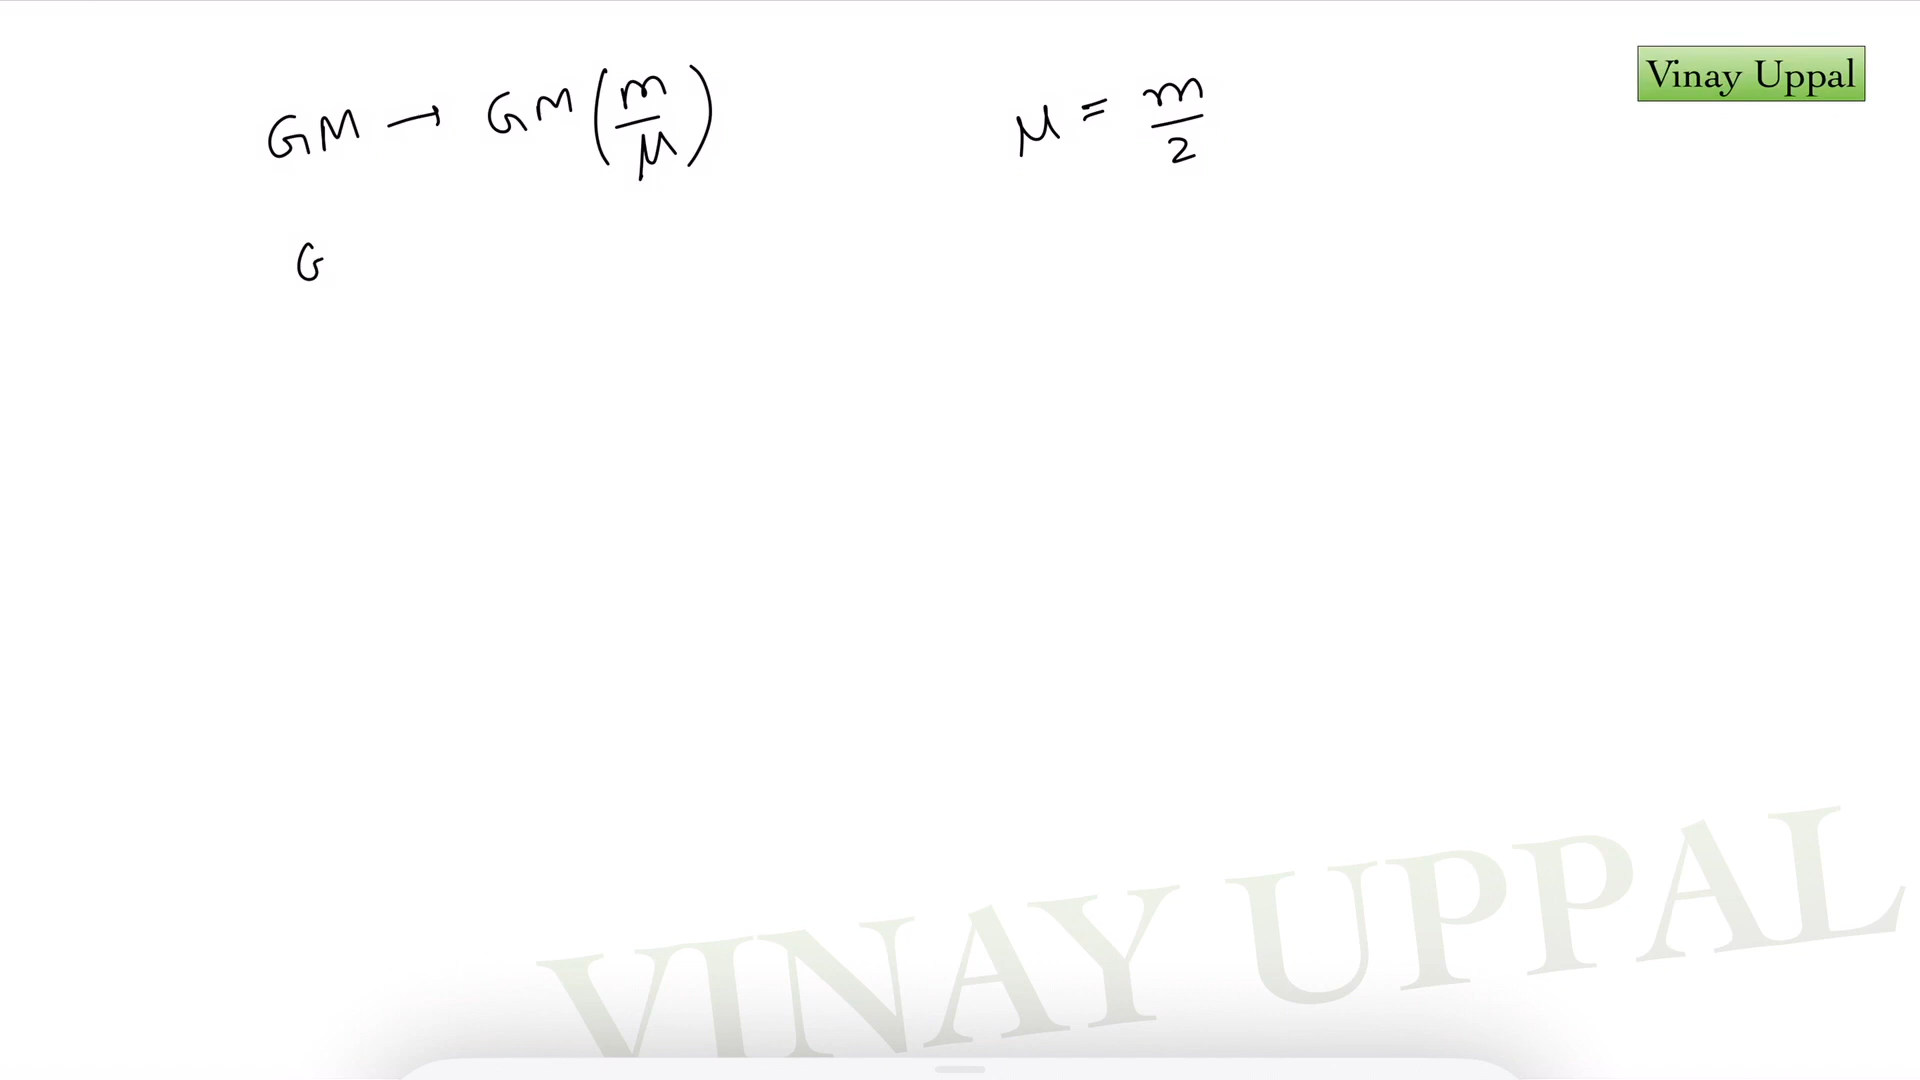 GM → GM (m/μ) μ = m/2
Vinay Uppal
G
VINAY UPPAL